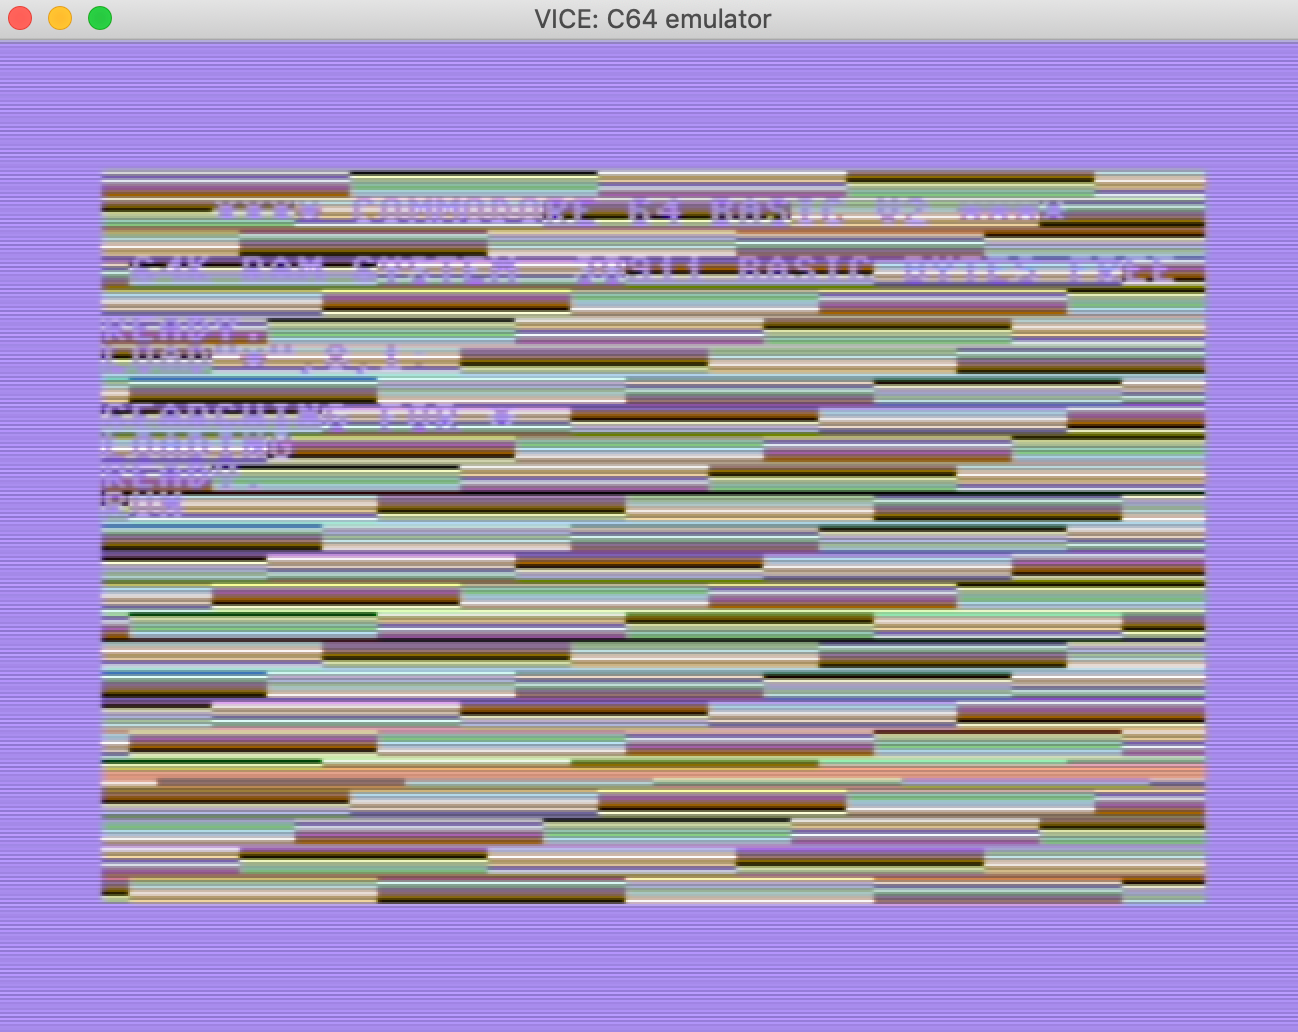 VICE: C64 emulator
COMMODORE 64 BASIC V2
64K RAM SYSTEM 38911 BASIC BYTES FREE
READY.
LOAD"*",8,1:
SEARCHING FOR *
LOADING
READY.
RUN